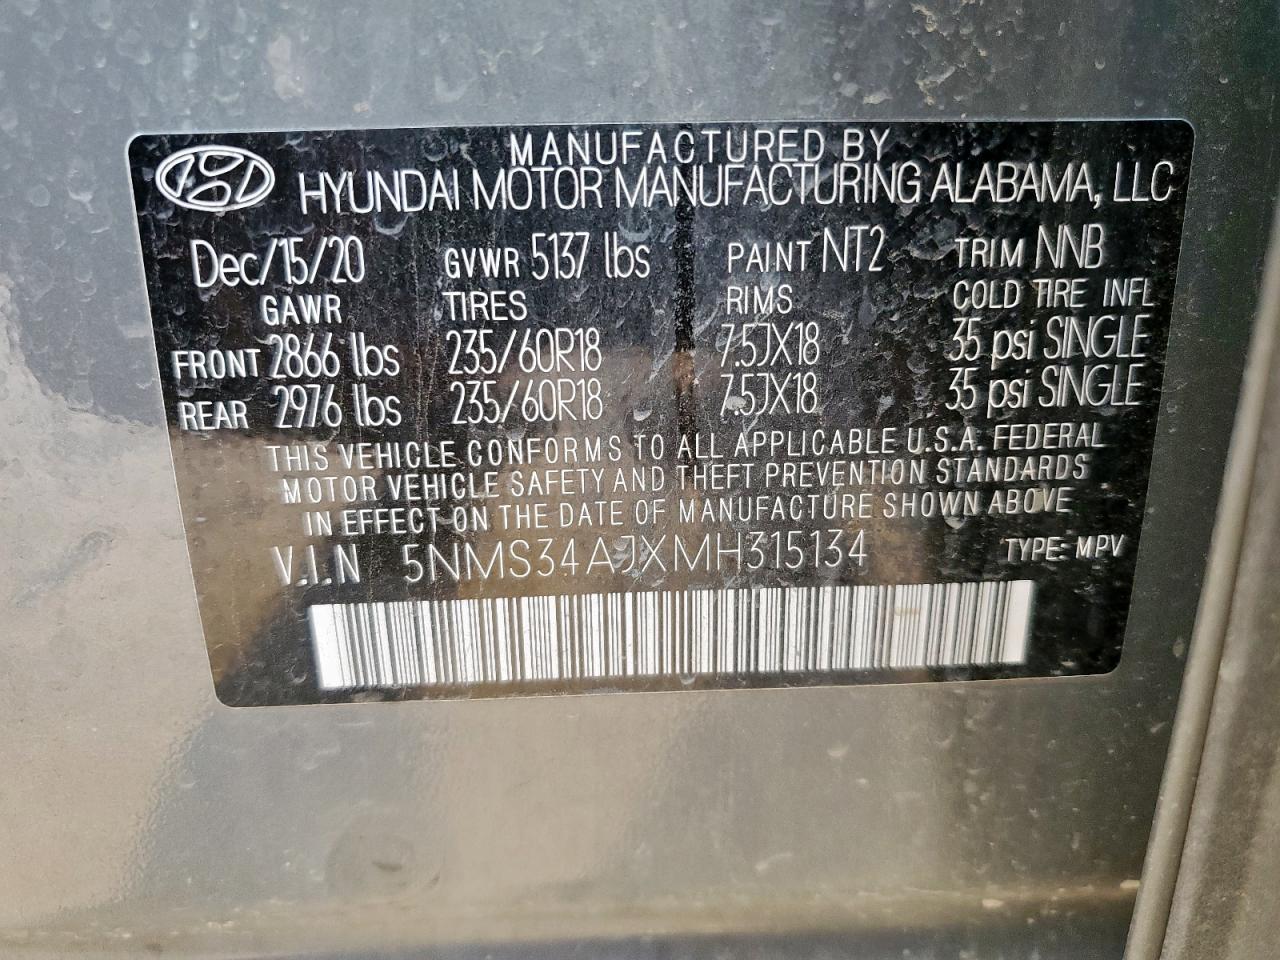 MANUFACTURED BY
HYUNDAI MOTOR MANUFACTURING ALABAMA, LLC
Dec/15/20 GVWR 5137 lbs PAINT NT2 TRIM NNB
GAWR TIRES RIMS COLD TIRE INFL
FRONT 2866 lbs 235/60R18 7.5JX18 35 psi SINGLE
REAR 2976 lbs 235/60R18 7.5JX18 35 psi SINGLE
THIS VEHICLE CONFORMS TO ALL APPLICABLE U.S.A. FEDERAL
MOTOR VEHICLE SAFETY AND THEFT PREVENTION STANDARDS
IN EFFECT ON THE DATE OF MANUFACTURE SHOWN ABOVE
V.I.N 5NMS34AJXMH315134 TYPE: MPV